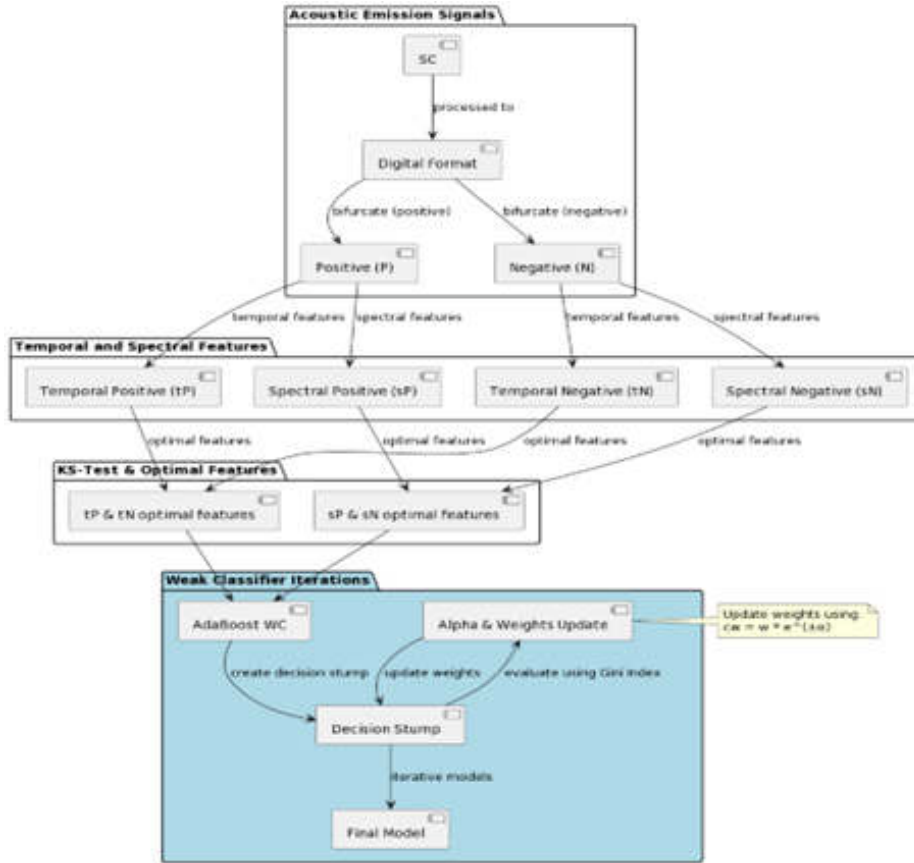 Acoustic Emission Signals
SC
processed to
Digital Format
bifurcate (positive)
bifurcate (negative)
Positive (P)
Negative (N)
temporal features
spectral features
temporal features
spectral features
Temporal and Spectral Features
Temporal Positive (tP)
Spectral Positive (sP)
Temporal Negative (tN)
Spectral Negative (sN)
optimal features
optimal features
optimal features
optimal features
KS-Test & Optimal Features
tP & tN optimal features
sP & sN optimal features
Weak Classifier Iterations
AdaBoost WC
Alpha & Weights Update
Update weights using:
= w * e^(±α)
create decision stump
update weights
evaluate using Gini Index
Decision Stump
iterative models
Final Model